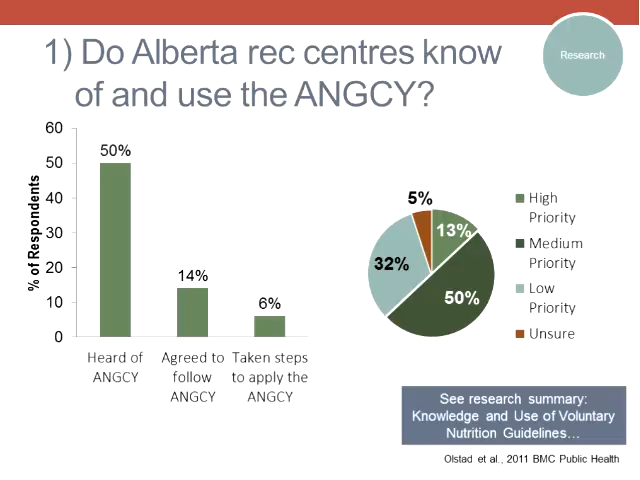 1) Do Alberta rec centres know
of and use the ANGCY?
Research
% of Respondents
60
50
40
30
20
10
0
50%
14%
6%
Heard of
ANGCY
Agreed to
follow
ANGCY
Taken steps
to apply the
ANGCY
5%
13%
32%
50%
High
Priority
Medium
Priority
Low
Priority
Unsure
See research summary:
Knowledge and Use of Voluntary
Nutrition Guidelines…
Olstad et al., 2011 BMC Public Health